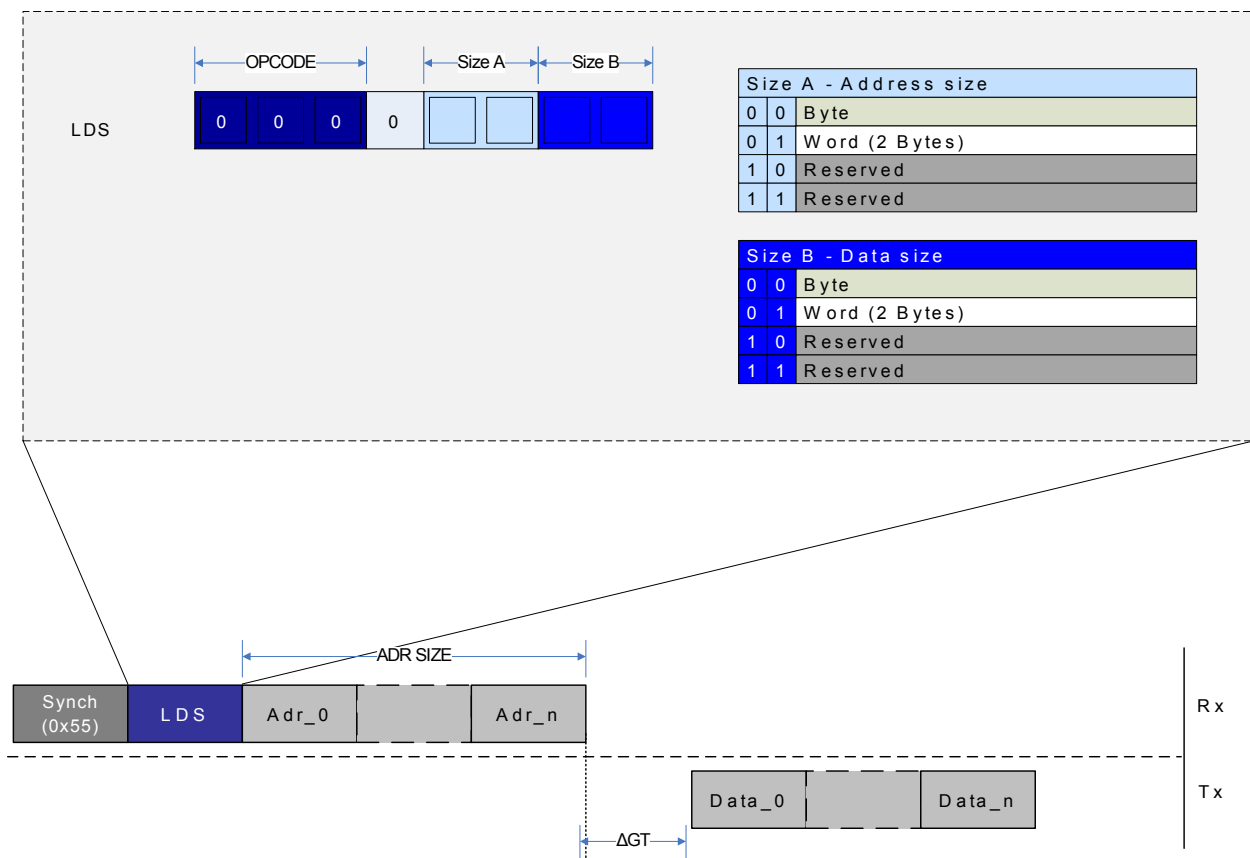 OPCODE Size A Size B
LDS 0 0 0 0
Size A - Address size
0 0 Byte
0 1 Word (2 Bytes)
1 0 Reserved
1 1 Reserved
Size B - Data size
0 0 Byte
0 1 Word (2 Bytes)
1 0 Reserved
1 1 Reserved
ADR SIZE
Synch
(0x55)
LDS Adr_0 Adr_n Rx
Data_0 Data_n Tx
ΔGT